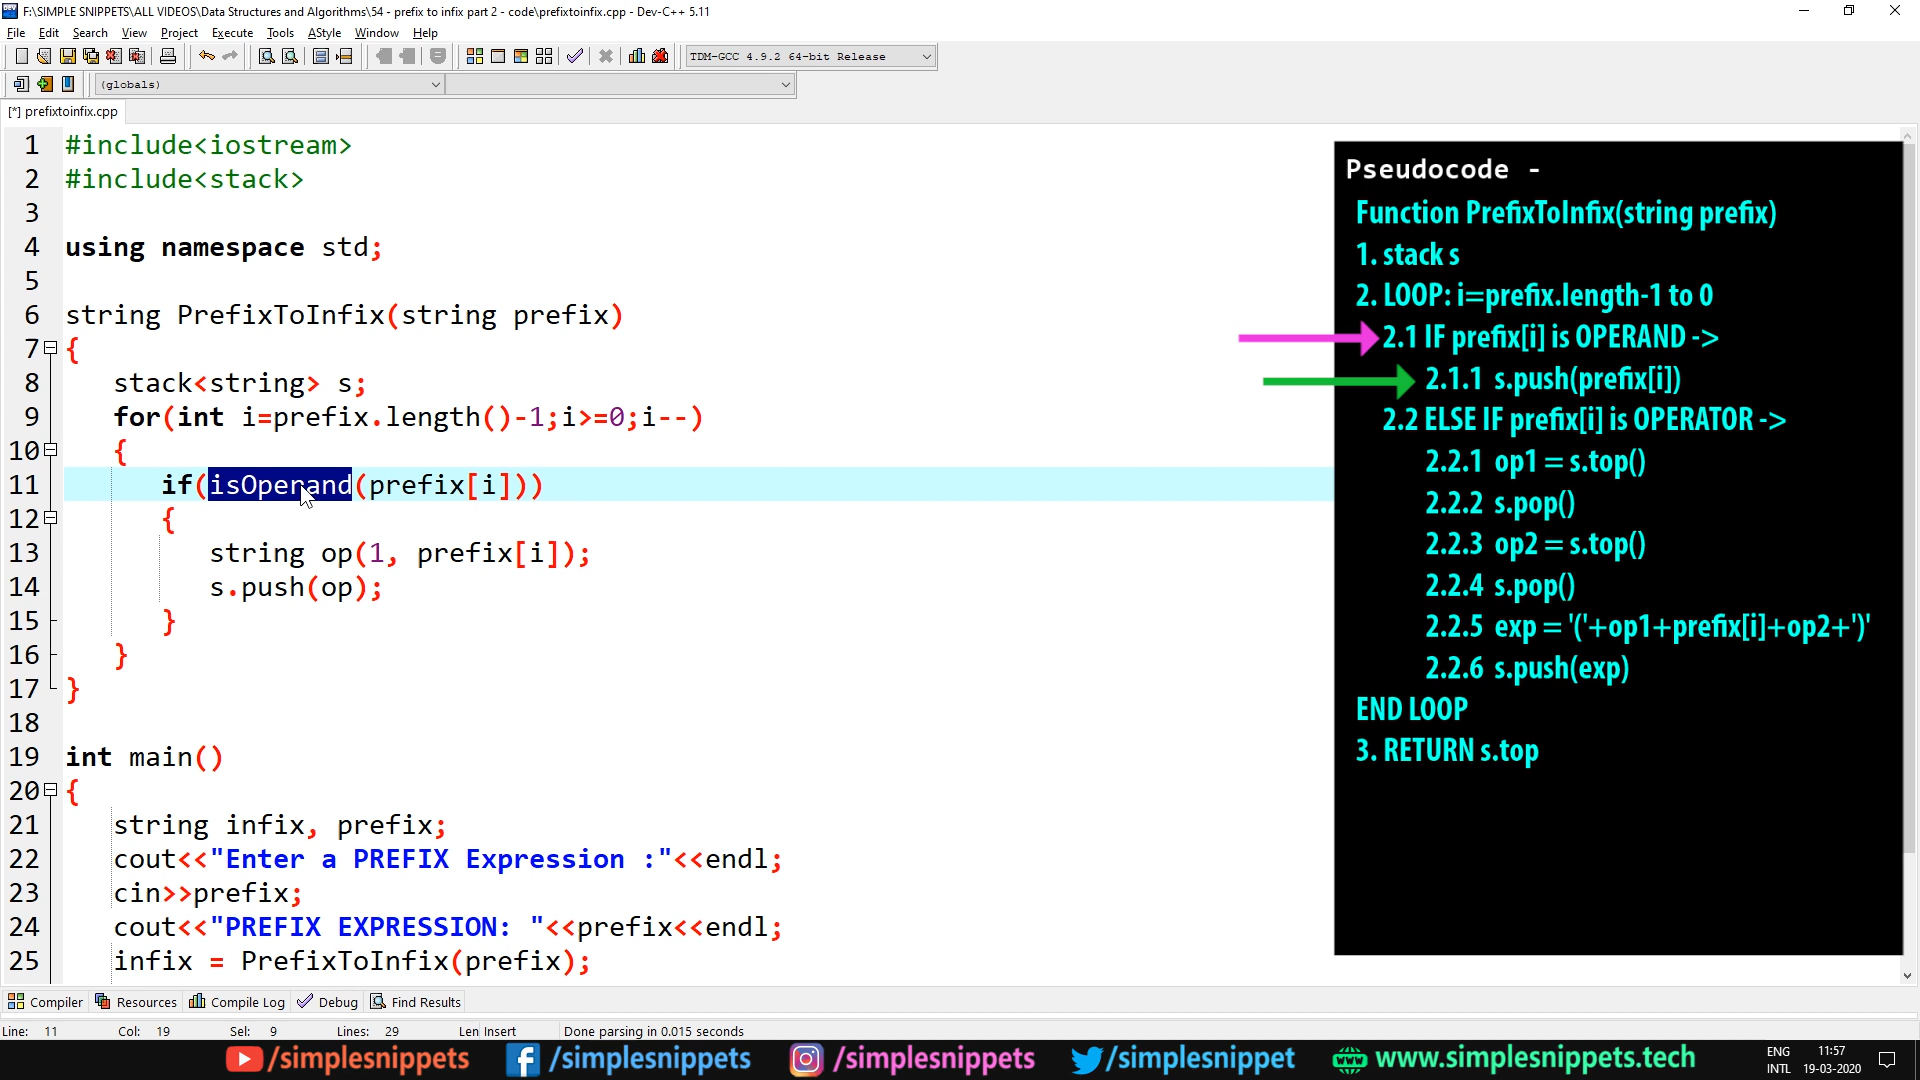 F:\SIMPLE SNIPPETS\ALL VIDEOS\Data Structures and Algorithms\54 - prefix to infix part 2 - code\prefixtoinfix.cpp - Dev-C++ 5.11
File Edit Search View Project Execute Tools AStyle Window Help
TDM-GCC 4.9.2 64-bit Release
(globals)
[*] prefixtoinfix.cpp
1 #include<iostream>
2 #include<stack>
3
4 using namespace std;
5
6 string PrefixToInfix(string prefix)
7 {
8 stack<string> s;
9 for(int i=prefix.length()-1;i>=0;i--)
10 {
11 if(isOperand(prefix[i]))
12 {
13 string op(1, prefix[i]);
14 s.push(op);
15 }
16 }
17 }
18
19 int main()
20 {
21 string infix, prefix;
22 cout<<"Enter a PREFIX Expression :"<<endl;
23 cin>>prefix;
24 cout<<"PREFIX EXPRESSION: "<<prefix<<endl;
25 infix = PrefixToInfix(prefix);
Pseudocode -
Function PrefixToInfix(string prefix)
1. stack s
2. LOOP: i=prefix.length-1 to 0
2.1 IF prefix[i] is OPERAND ->
2.1.1 s.push(prefix[i])
2.2 ELSE IF prefix[i] is OPERATOR ->
2.2.1 op1 = s.top()
2.2.2 s.pop()
2.2.3 op2 = s.top()
2.2.4 s.pop()
2.2.5 exp = '('+op1+prefix[i]+op2+')'
2.2.6 s.push(exp)
END LOOP
3. RETURN s.top
Compiler Resources Compile Log Debug Find Results
Line: 11 Col: 19 Sel: 9 Lines: 29 Len Insert Done parsing in 0.015 seconds
/simplesnippets /simplesnippets /simplesnippets /simplesnippet www www.simplesnippets.tech
ENG 11:57
INTL 19-03-2020